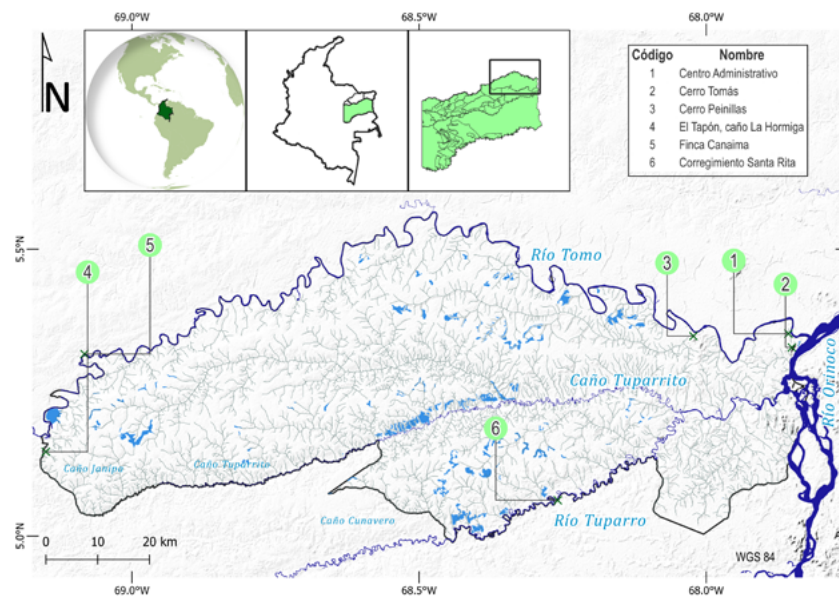 69.0°W
68.5°W
68.0°W
N
Código Nombre
1 Centro Administrativo
2 Cerro Tomás
3 Cerro Peinillas
4 El Tapón, caño La Hormiga
5 Finca Canaima
6 Corregimiento Santa Rita
5.5°N
4
5
Río Tomo
3
1
2
Río Orinoco
Caño Tuparrito
6
Caño Jampa
Caño Tuparrito
Caño Cunavero
Río Tuparro
5.0°N
0 10 20 km
WGS 84
69.0°W
68.5°W
68.0°W